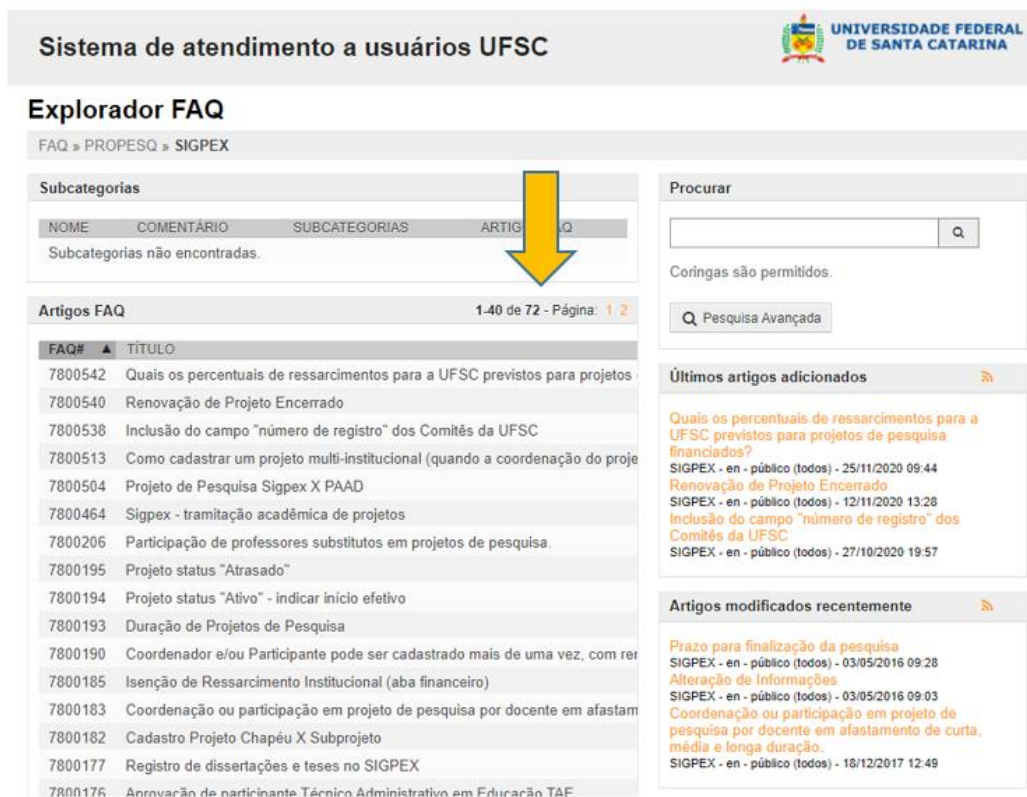 Sistema de atendimento a usuários UFSC
UNIVERSIDADE FEDERAL
DE SANTA CATARINA
Explorador FAQ
FAQ » PROPESQ » SIGPEX
Subcategorias
NOME COMENTÁRIO SUBCATEGORIAS
Subcategorias não encontradas.
Artigos FAQ 1-40 de 72 - Página: 1 2
FAQ# ▲ TÍTULO
7800542 Quais os percentuais de ressarcimentos para a UFSC previstos para projetos
7800540 Renovação de Projeto Encerrado
7800538 Inclusão do campo "número de registro" dos Comitês da UFSC
7800513 Como cadastrar um projeto multi-institucional (quando a coordenação do proje
7800504 Projeto de Pesquisa Sigpex X PAAD
7800464 Sigpex - tramitação acadêmica de projetos
7800206 Participação de professores substitutos em projetos de pesquisa.
7800195 Projeto status "Atrasado"
7800194 Projeto status "Ativo" - indicar início efetivo
7800193 Duração de Projetos de Pesquisa
7800190 Coordenador e/ou Participante pode ser cadastrado mais de uma vez, com rer
7800185 Isenção de Ressarcimento Institucional (aba financeiro)
7800183 Coordenação ou participação em projeto de pesquisa por docente em afastam
7800182 Cadastro Projeto Chapéu X Subprojeto
7800177 Registro de dissertações e teses no SIGPEX
7800176 Aprovação de participante Técnico Administrativo em Educação TAE
Procurar
Coringas são permitidos.
Pesquisa Avançada
Últimos artigos adicionados
Quais os percentuais de ressarcimentos para a
UFSC previstos para projetos de pesquisa
financiados?
SIGPEX - en - público (todos) - 25/11/2020 09:44
Renovação de Projeto Encerrado
SIGPEX - en - público (todos) - 12/11/2020 13:28
Inclusão do campo "número de registro" dos
Comitês da UFSC
SIGPEX - en - público (todos) - 27/10/2020 19:57
Artigos modificados recentemente
Prazo para finalização da pesquisa
SIGPEX - en - público (todos) - 03/05/2016 09:28
Alteração de Informações
SIGPEX - en - público (todos) - 03/05/2016 09:03
Coordenação ou participação em projeto de
pesquisa por docente em afastamento de curta,
média e longa duração.
SIGPEX - en - público (todos) - 18/12/2017 12:49